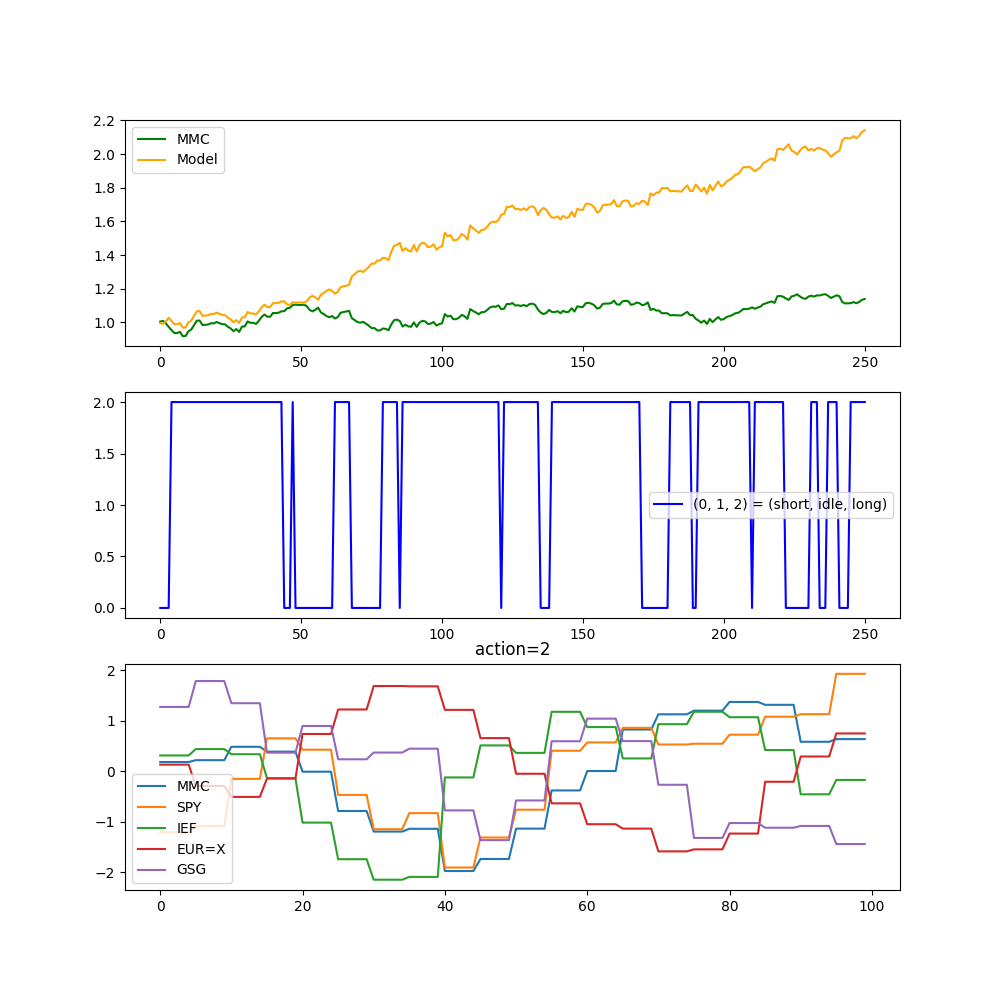 2.2
2.0
1.8
1.6
1.4
1.2
1.0
MMC
Model
0 50 100 150 200 250
2.0
1.5
1.0
0.5
0.0
(0, 1, 2) = (short, idle, long)
0 50 100 150 200 250
action=2
2
1
0
−1
−2
MMC
SPY
IEF
EUR=X
GSG
0 20 40 60 80 100